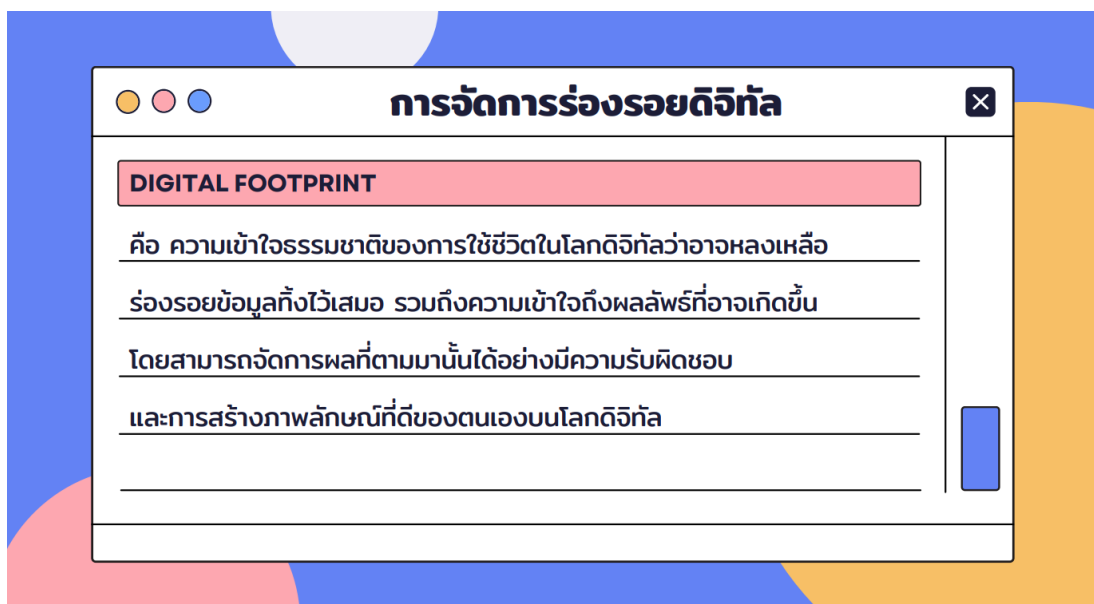 การจัดการร่องรอยดิจิทัล
DIGITAL FOOTPRINT
คือ ความเข้าใจธรรมชาติของการใช้ชีวิตในโลกดิจิทัลว่าอาจหลงเหลือ
ร่องรอยข้อมูลทิ้งไว้เสมอ รวมถึงความเข้าใจถึงผลลัพธ์ที่อาจเกิดขึ้น
โดยสามารถจัดการผลที่ตามมานั้นได้อย่างมีความรับผิดชอบ
และการสร้างภาพลักษณ์ที่ดีของตนเองบนโลกดิจิทัล